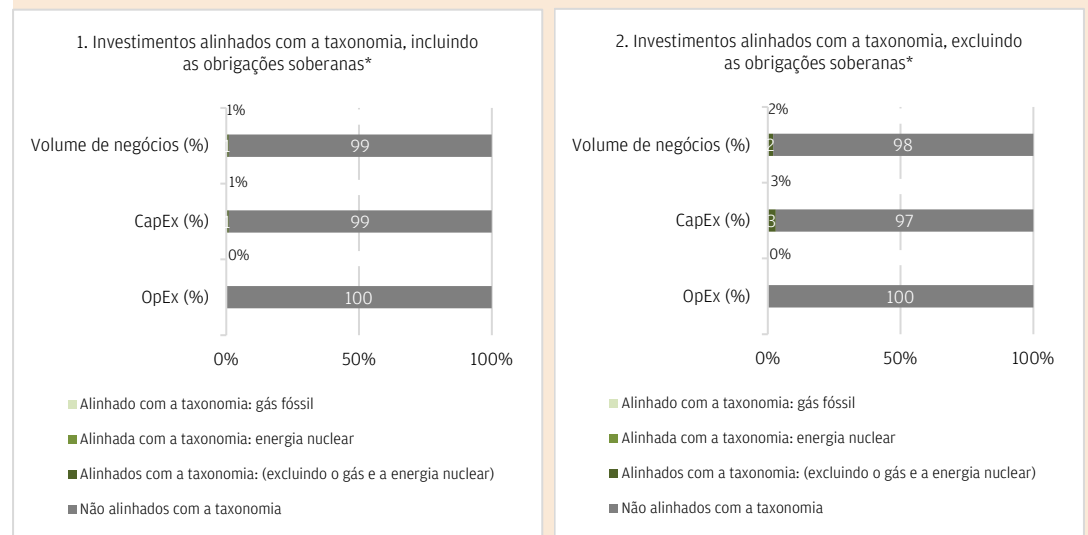 1. Investimentos alinhados com a taxonomia, incluindo
as obrigações soberanas*
1%
Volume de negócios (%)
1
99
1%
CapEx (%)
1
99
0%
OpEx (%)
100
0%
50%
100%
Alinhado com a taxonomia: gás fóssil
Alinhada com a taxonomia: energia nuclear
Alinhados com a taxonomia: (excluindo o gás e a energia nuclear)
Não alinhados com a taxonomia
2. Investimentos alinhados com a taxonomia, excluindo
as obrigações soberanas*
2%
Volume de negócios (%)
2
98
3%
CapEx (%)
3
97
0%
OpEx (%)
100
0%
50%
100%
Alinhado com a taxonomia: gás fóssil
Alinhada com a taxonomia: energia nuclear
Alinhados com a taxonomia: (excluindo o gás e a energia nuclear)
Não alinhados com a taxonomia